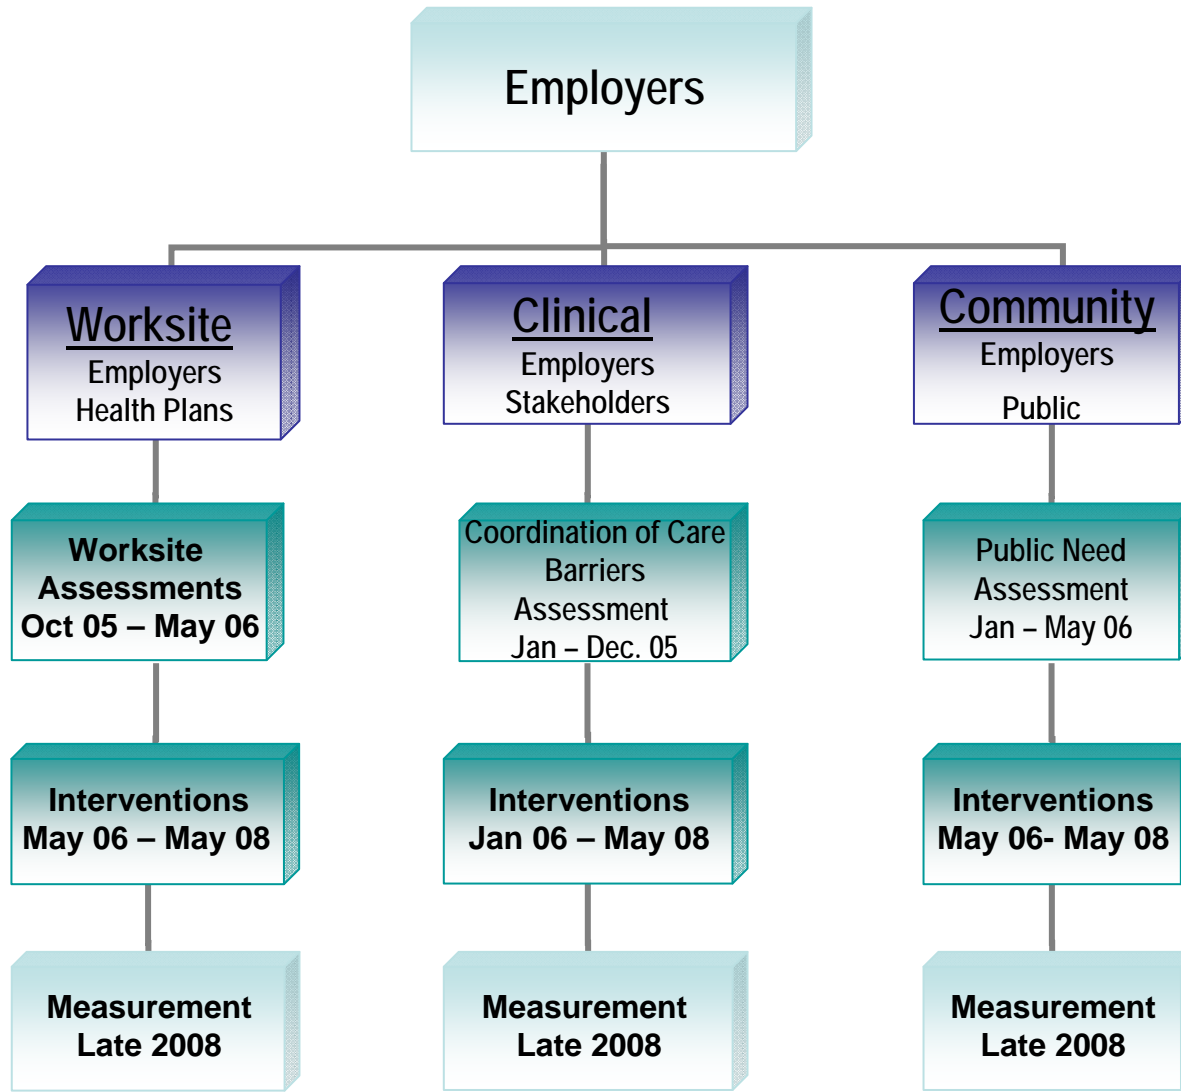 Employers
Worksite
Employers
Health Plans
Clinical
Employers
Stakeholders
Community
Employers
Public
Worksite
Assessments
Oct 05 – May 06
Coordination of Care
Barriers
Assessment
Jan – Dec. 05
Public Need
Assessment
Jan – May 06
Interventions
May 06 – May 08
Interventions
Jan 06 – May 08
Interventions
May 06- May 08
Measurement
Late 2008
Measurement
Late 2008
Measurement
Late 2008